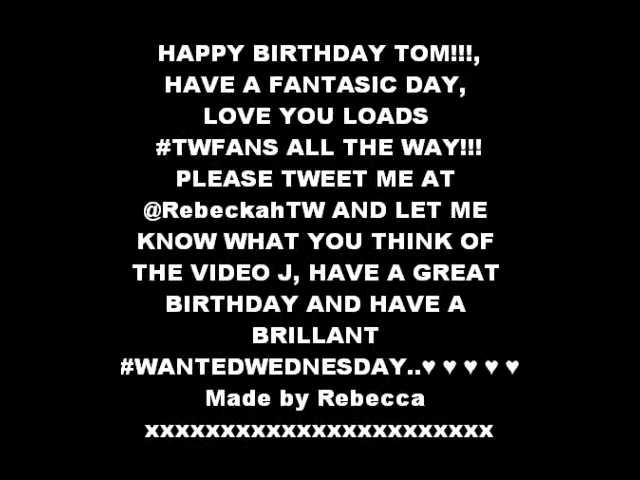 HAPPY BIRTHDAY TOM!!!,
HAVE A FANTASIC DAY,
LOVE YOU LOADS
#TWFANS ALL THE WAY!!!
PLEASE TWEET ME AT
@RebeckahTW AND LET ME
KNOW WHAT YOU THINK OF
THE VIDEO J, HAVE A GREAT
BIRTHDAY AND HAVE A
BRILLANT
#WANTEDWEDNESDAY..♥ ♥ ♥ ♥ ♥
Made by Rebecca
xxxxxxxxxxxxxxxxxxxxxxx